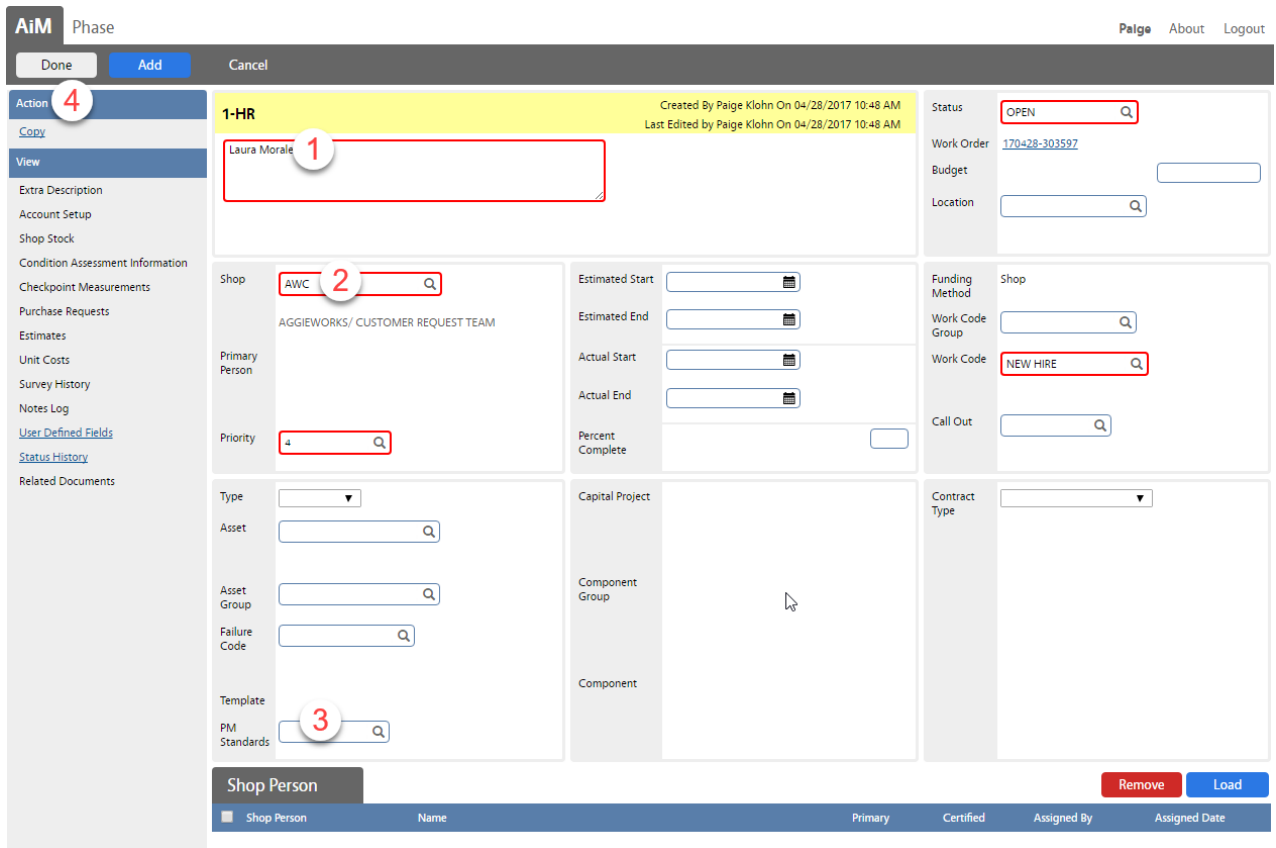 AiM Phase
Paige About Logout
Done Add Cancel
Action
4
Copy
View
Extra Description
Account Setup
Shop Stock
Condition Assessment Information
Checkpoint Measurements
Purchase Requests
Estimates
Unit Costs
Survey History
Notes Log
User Defined Fields
Status History
Related Documents
1-HR
Created By Paige Klohn On 04/28/2017 10:48 AM
Last Edited by Paige Klohn On 04/28/2017 10:48 AM
Laura Morale
1
Status OPEN
Work Order 170428-303597
Budget
Location
Shop AWC
2
AGGIEWORKS/ CUSTOMER REQUEST TEAM
Primary
Person
Priority 4
Estimated Start
Estimated End
Actual Start
Actual End
Percent
Complete
Funding
Method
Shop
Work Code
Group
Work Code NEW HIRE
Call Out
Type
Asset
Asset
Group
Failure
Code
Template
PM
Standards
3
Capital Project
Component
Group
Component
Contract
Type
Shop Person
Remove Load
Shop Person Name Primary Certified Assigned By Assigned Date